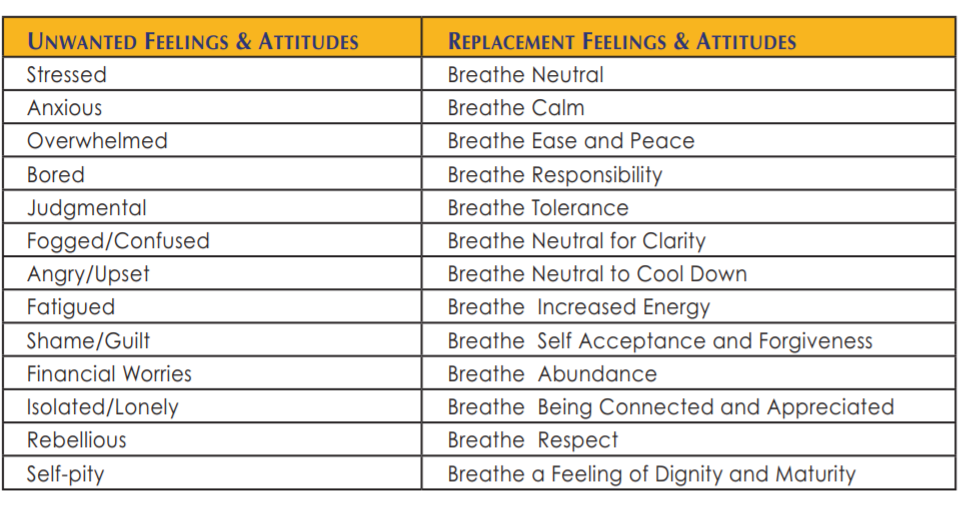 UNWANTED FEELINGS & ATTITUDES REPLACEMENT FEELINGS & ATTITUDES
Stressed Breathe Neutral
Anxious Breathe Calm
Overwhelmed Breathe Ease and Peace
Bored Breathe Responsibility
Judgmental Breathe Tolerance
Fogged/Confused Breathe Neutral for Clarity
Angry/Upset Breathe Neutral to Cool Down
Fatigued Breathe Increased Energy
Shame/Guilt Breathe Self Acceptance and Forgiveness
Financial Worries Breathe Abundance
Isolated/Lonely Breathe Being Connected and Appreciated
Rebellious Breathe Respect
Self-pity Breathe a Feeling of Dignity and Maturity